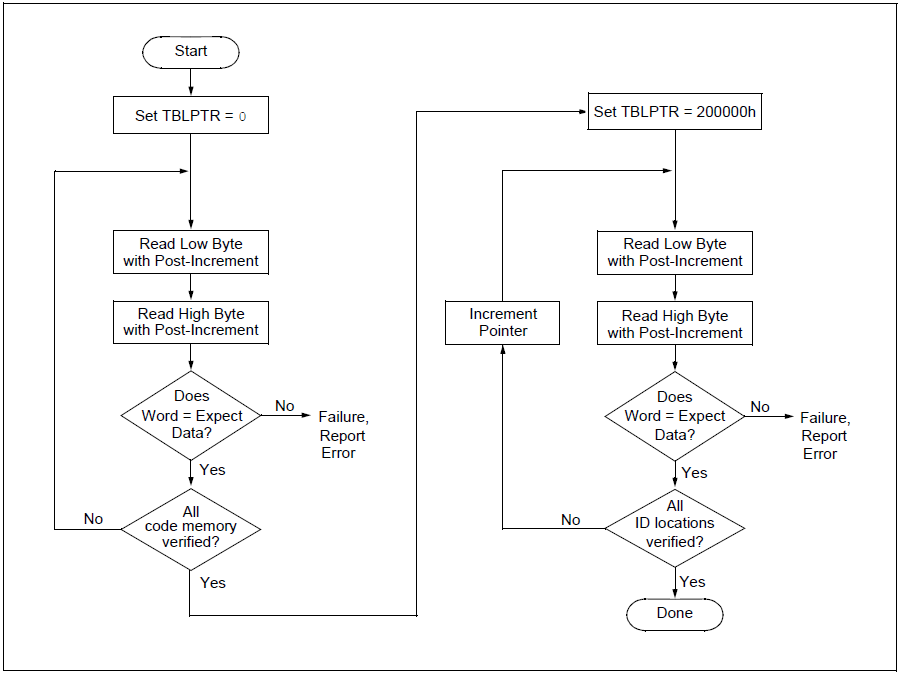 Start
Set TBLPTR = 0
Read Low Byte
with Post-Increment
Read High Byte
with Post-Increment
Does
Word = Expect
Data?
No
Failure,
Report
Error
Yes
All
code memory
verified?
No
Yes
Set TBLPTR = 200000h
Read Low Byte
with Post-Increment
Increment
Pointer
Read High Byte
with Post-Increment
Does
Word = Expect
Data?
No
Failure,
Report
Error
Yes
All
ID locations
verified?
No
Yes
Done